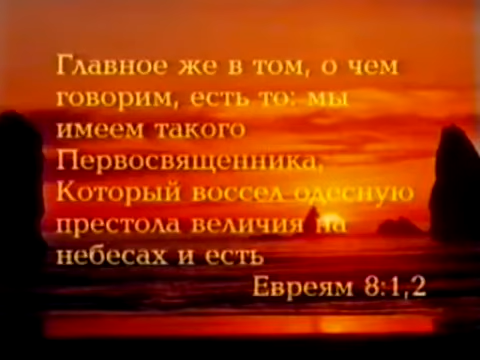 Главное же в том, о чем
говорим, есть то: мы
имеем такого
Первосвященника,
Который воссел одесную
престола величия на
небесах и есть
Евреям 8:1,2